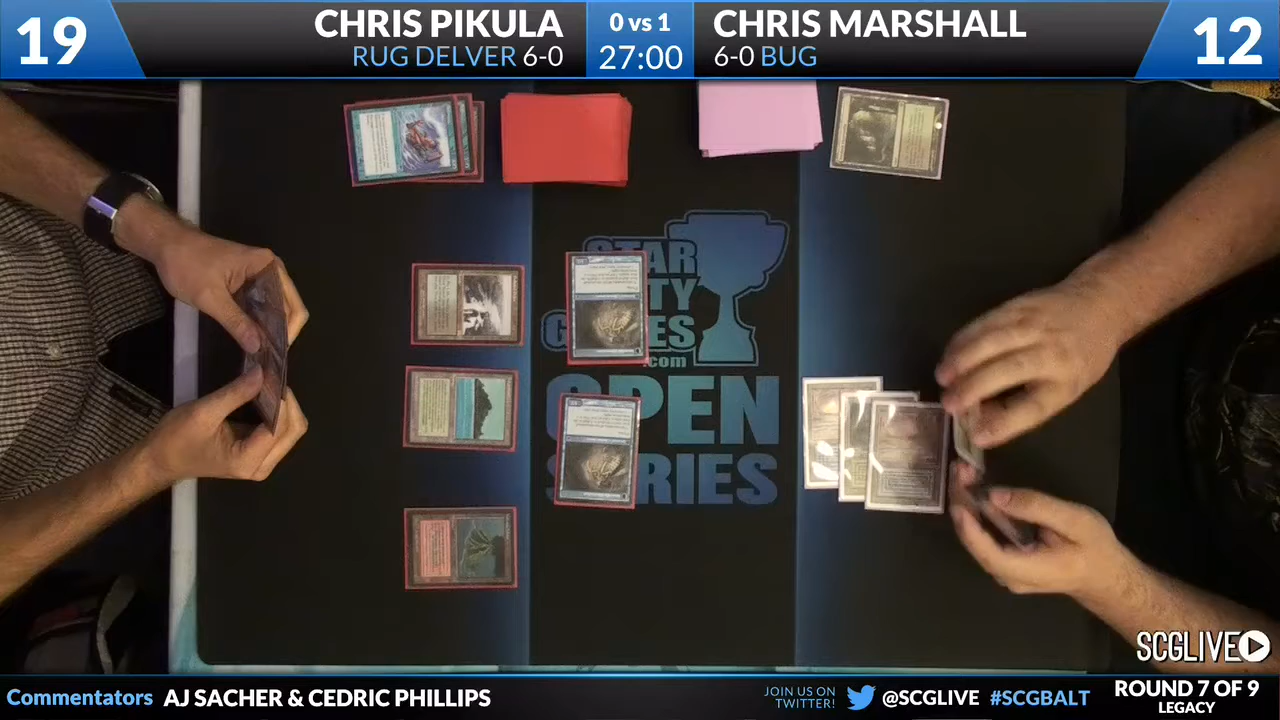 19
CHRIS PIKULA
RUG DELVER 6-0
0 vs 1
27:00
CHRIS MARSHALL
6-0 BUG
12
STAR
CITY
GAMES
.com
OPEN
SERIES
SCGLIVE
Commentators AJ SACHER & CEDRIC PHILLIPS
JOIN US ON
TWITTER!
@SCGLIVE #SCGBALT
ROUND 7 OF 9
LEGACY